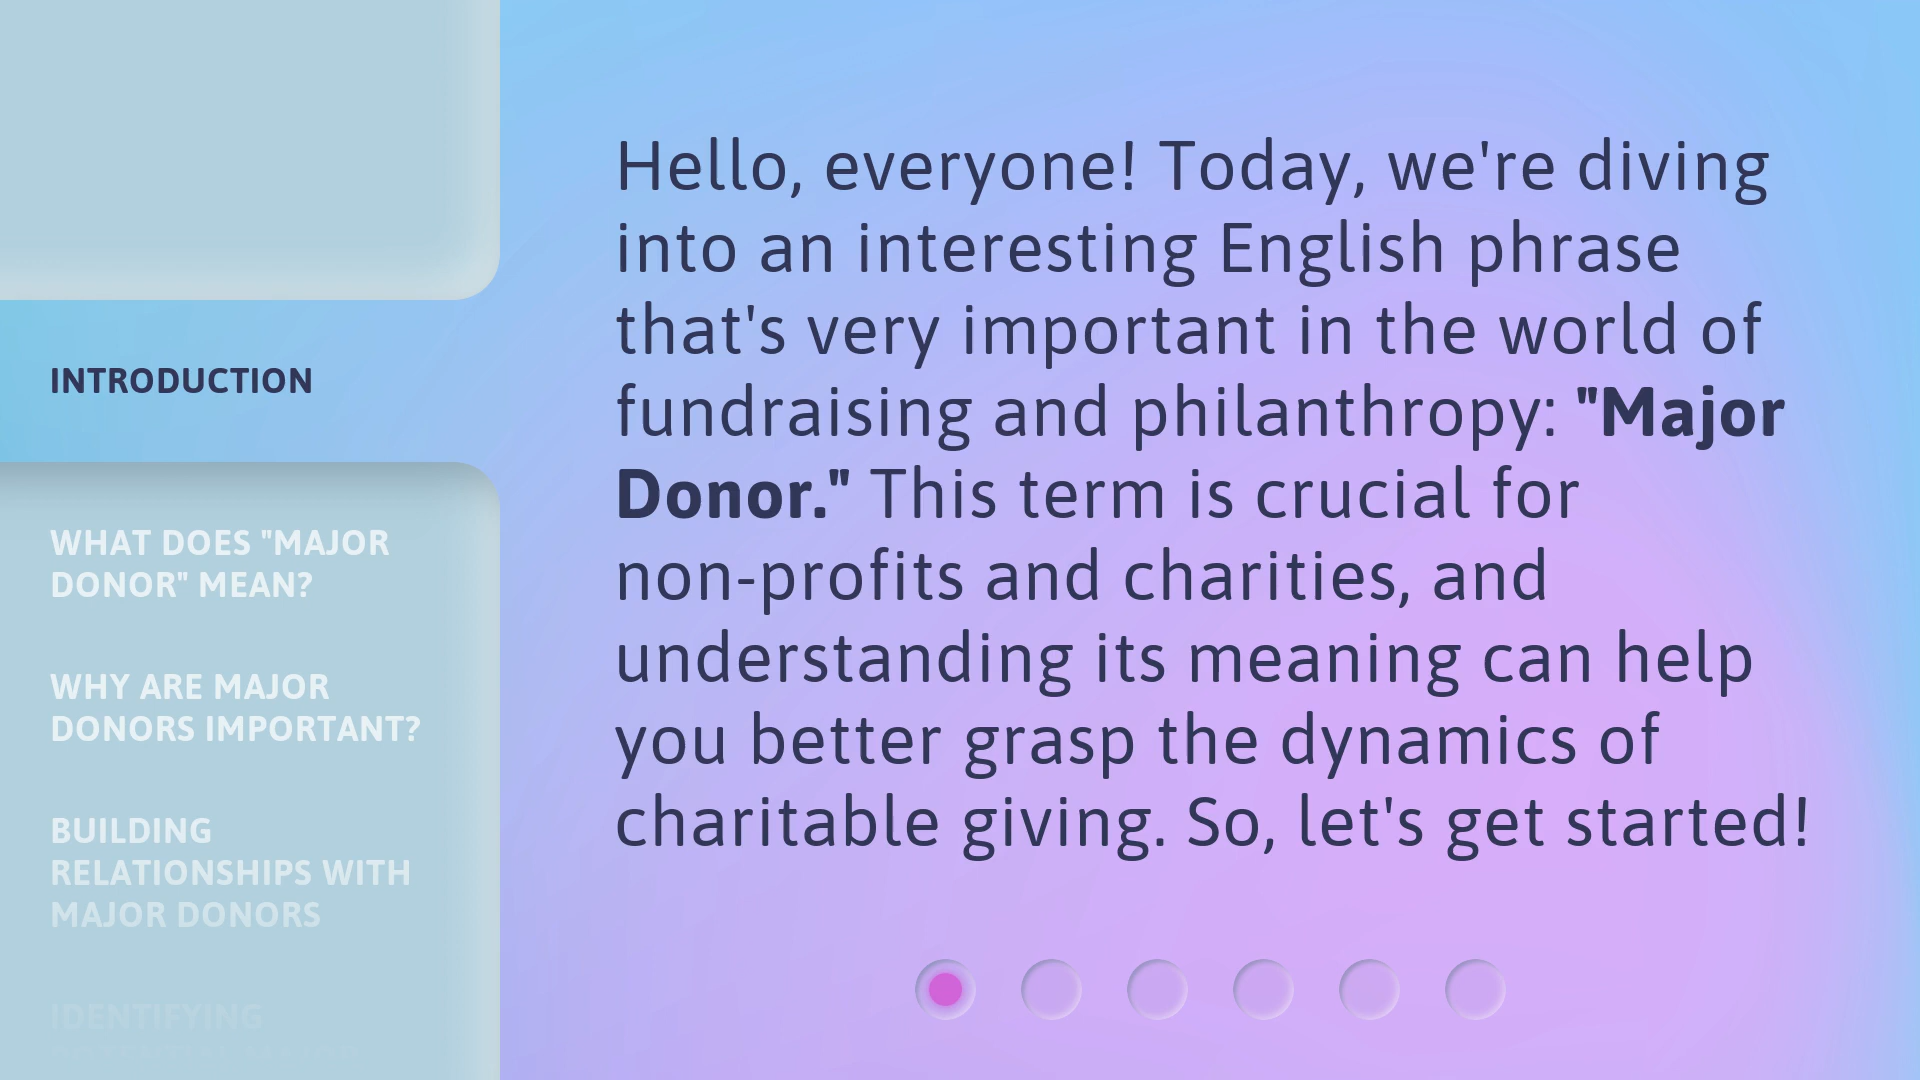 INTRODUCTION
WHAT DOES "MAJOR
DONOR" MEAN?
WHY ARE MAJOR
DONORS IMPORTANT?
BUILDING
RELATIONSHIPS WITH
MAJOR DONORS
IDENTIFYING
Hello, everyone! Today, we're diving
into an interesting English phrase
that's very important in the world of
fundraising and philanthropy: "Major
Donor." This term is crucial for
non-profits and charities, and
understanding its meaning can help
you better grasp the dynamics of
charitable giving. So, let's get started!